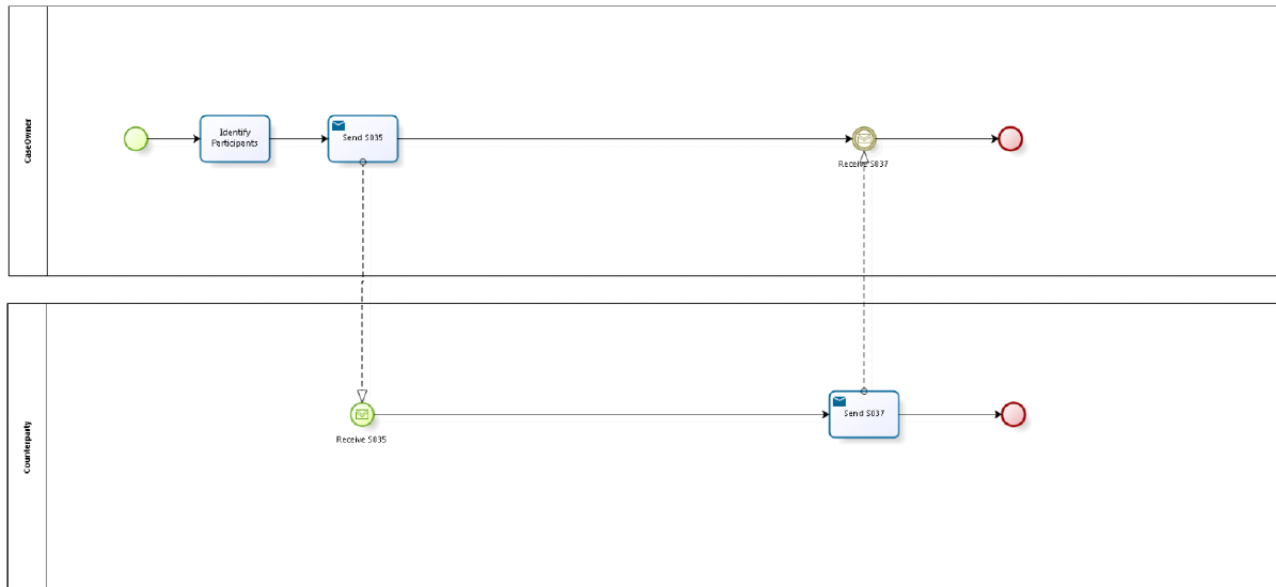 CaseOwner
Identify
Participants
Send S035
Receive S037
Counterparty
Receive S035
Send S037